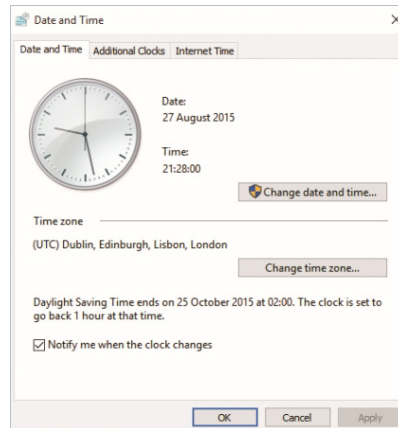 Date and Time
Date and Time
Additional Clocks
Internet Time
Date:
27 August 2015
Time:
21:28:00
Change date and time...
Time zone
(UTC) Dublin, Edinburgh, Lisbon, London
Change time zone...
Daylight Saving Time ends on 25 October 2015 at 02:00. The clock is set to
go back 1 hour at that time.
Notify me when the clock changes
OK
Cancel
Apply